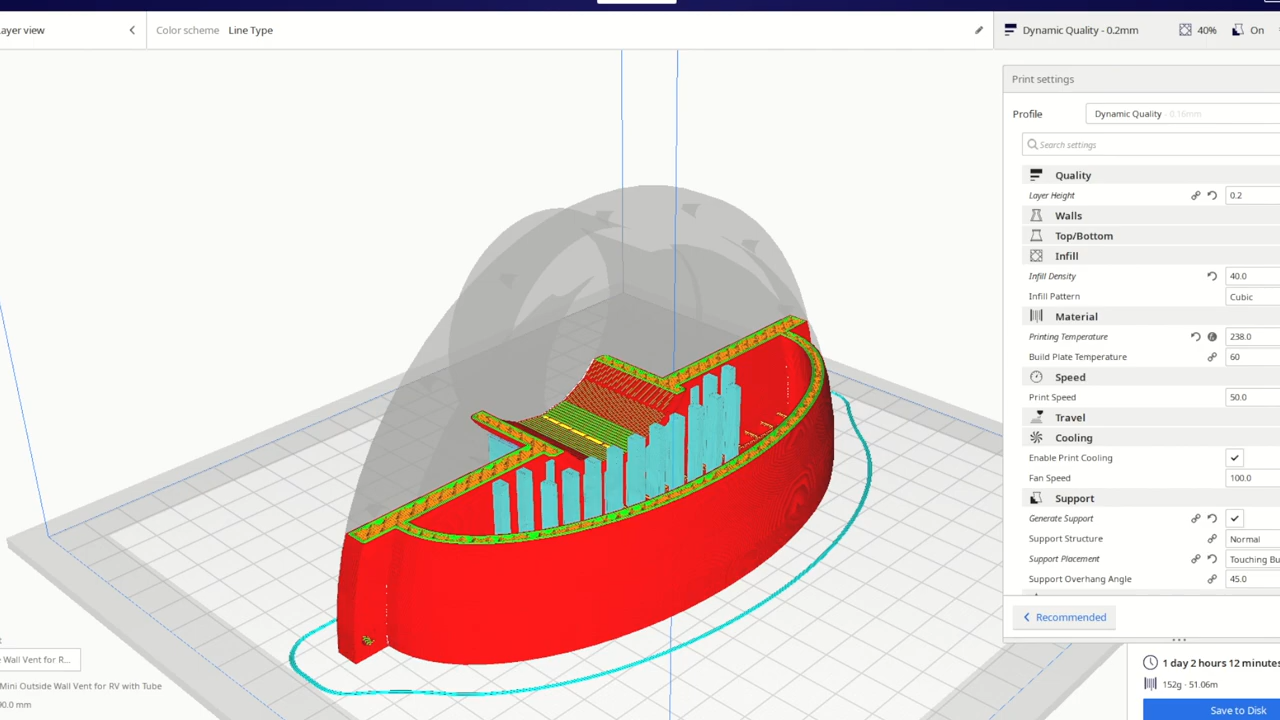 ayer view
Color scheme Line Type
Dynamic Quality - 0.2mm 40% On
Print settings
Profile Dynamic Quality - 0.16mm
Search settings
Quality
Layer Height 0.2
Walls
Top/Bottom
Infill
Infill Density 40.0
Infill Pattern Cubic
Material
Printing Temperature 238.0
Build Plate Temperature 60
Speed
Print Speed 50.0
Travel
Cooling
Enable Print Cooling
Fan Speed 100.0
Support
Generate Support
Support Structure Normal
Support Placement Touching Bu
Support Overhang Angle 45.0
Recommended
t
e Wall Vent for R...
Mini Outside Wall Vent for RV with Tube
90.0 mm
1 day 2 hours 12 minutes
152g · 51.06m
Save to Disk